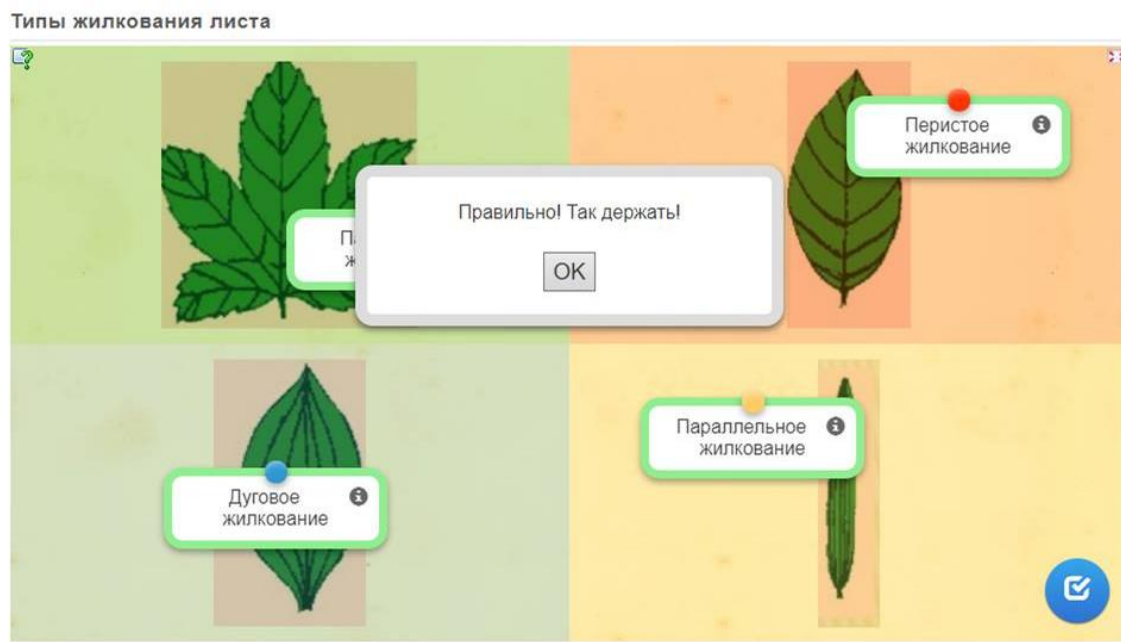 Типы жилкования листа
Перистое
жилкование
Правильно! Так держать!
OK
Параллельное
жилкование
Дуговое
жилкование